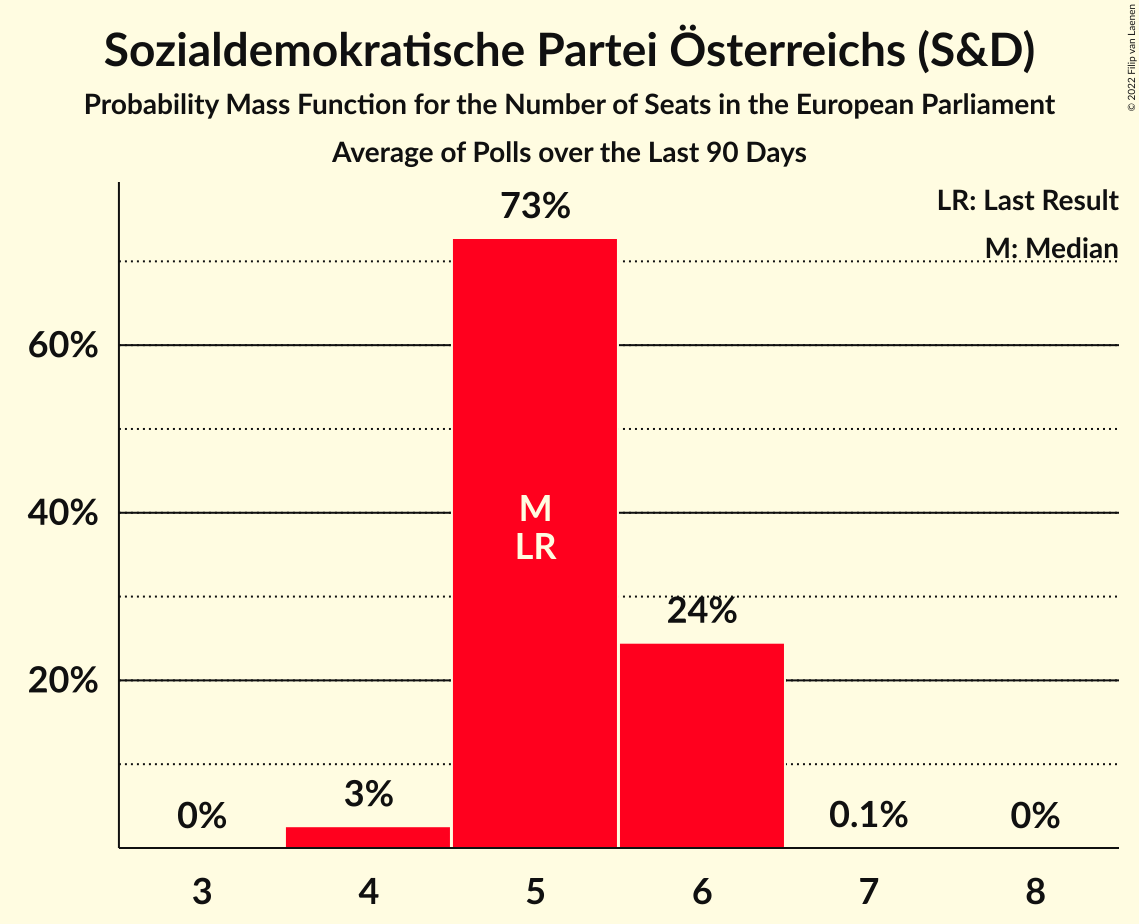 Sozialdemokratische Partei Österreichs (S&D)
Probability Mass Function for the Number of Seats in the European Parliament
Average of Polls over the Last 90 Days
© 2022 Filip van Laenen
LR: Last Result
M: Median
73%
60%
40%
20%
M
LR
24%
0%
3%
0.1%
0%
3
4
5
6
7
8